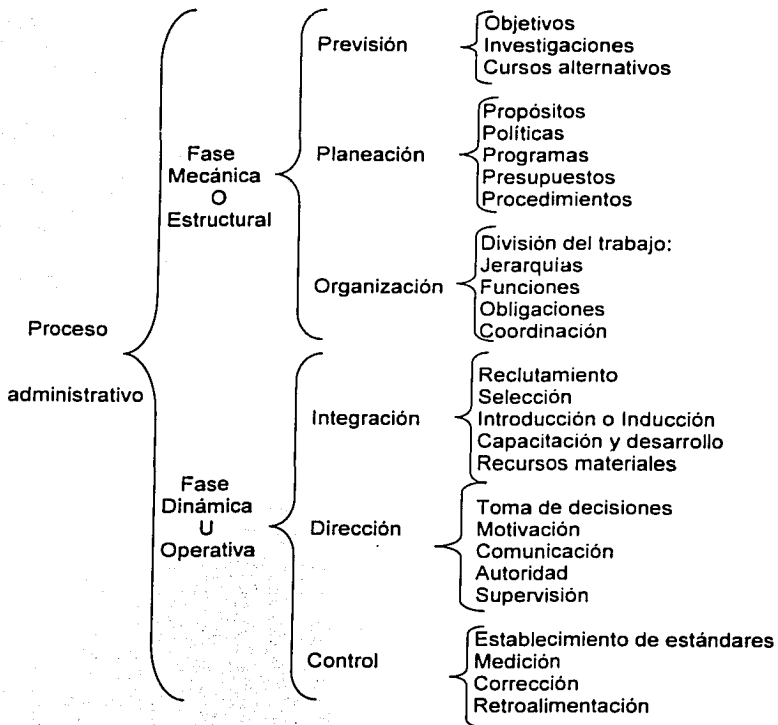 Proceso
administrativo
Fase
Mecánica
O
Estructural
Previsión
Objetivos
Investigaciones
Cursos alternativos
Planeación
Propósitos
Políticas
Programas
Presupuestos
Procedimientos
Organización
División del trabajo:
Jerarquías
Funciones
Obligaciones
Coordinación
Fase
Dinámica
U
Operativa
Integración
Reclutamiento
Selección
Introducción o Inducción
Capacitación y desarrollo
Recursos materiales
Dirección
Toma de decisiones
Motivación
Comunicación
Autoridad
Supervisión
Control
Establecimiento de estándares
Medición
Corrección
Retroalimentación